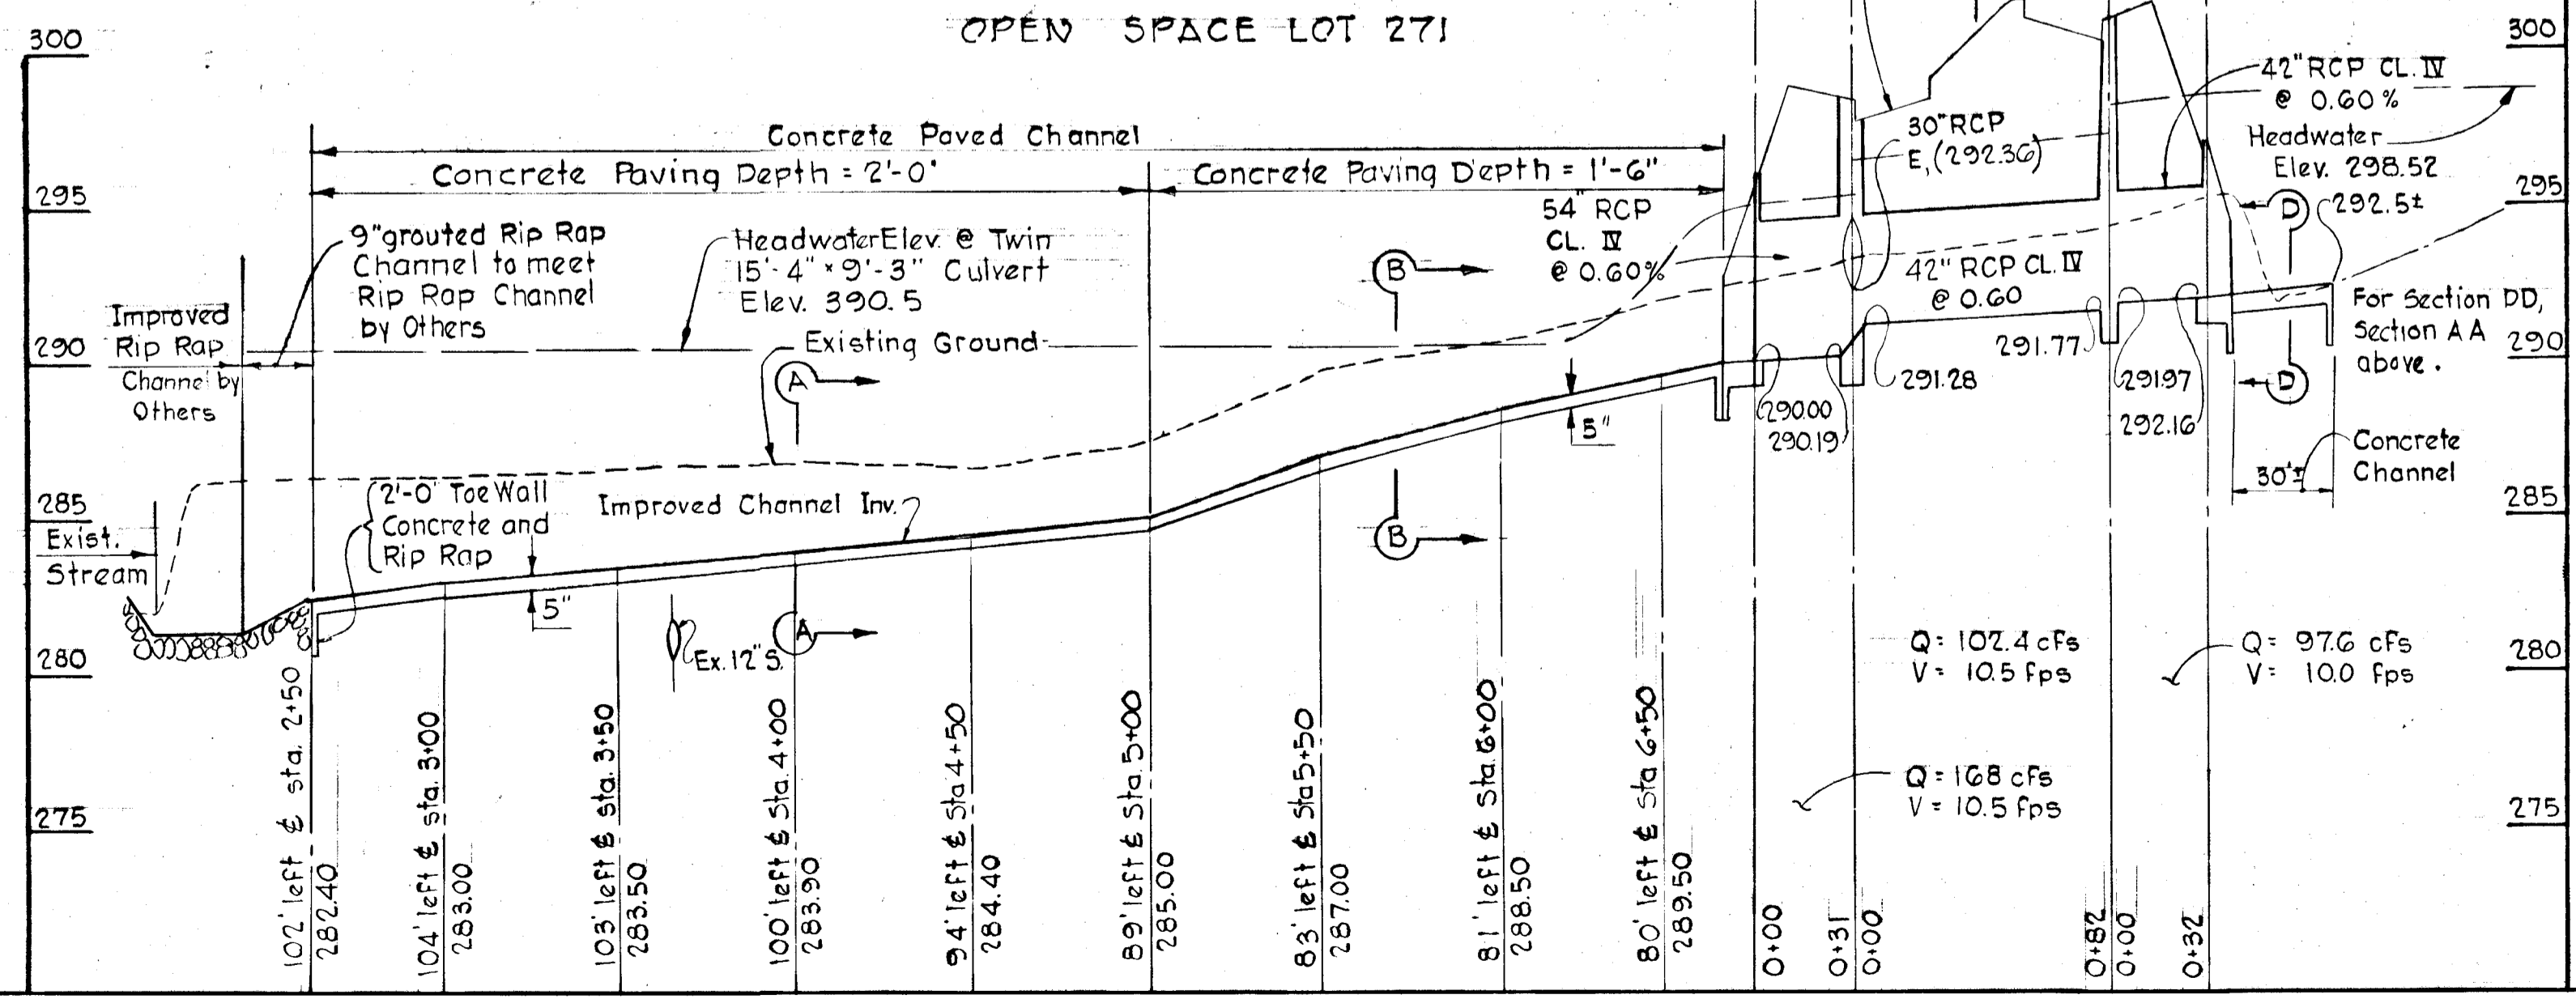 OPEN SPACE LOT 271
300
295
290
285
280
275
300
295
290
285
280
275
Concrete Paved Channel
Concrete Paving Depth = 2'-0"
Concrete Paving Depth = 1'-6"
9" grouted Rip Rap
Channel to meet
Rip Rap Channel
by Others
Improved
Rip Rap
Channel by
Others
Headwater Elev. @ Twin
15'-4" x 9'-3" Culvert
Elev. 390.5
Existing Ground
A
A
B
B
54" RCP
CL. IV
@ 0.60%
30" RCP
E, (292.36)
42" RCP CL. IV
@ 0.60
42" RCP CL. IV
@ 0.60%
Headwater
Elev. 298.52
D
292.5±
D
For Section DD,
Section AA
above.
291.77
291.28
291.97
292.16
290.00
290.19
5"
30'±
Concrete
Channel
Exist.
Stream
2'-0" Toe Wall
Concrete and
Rip Rap
Improved Channel Inv.
5"
Ex. 12" S.
Q = 102.4 cfs
V = 10.5 fps
Q = 97.6 cfs
V = 10.0 fps
Q = 168 cfs
V = 10.5 fps
102' left ℄ sta. 2+50
282.40
104' left ℄ sta. 3+00
283.00
103' left ℄ sta. 3+50
283.50
100' left ℄ Sta. 4+00
283.90
94' left ℄ Sta 4+50
284.40
89' left ℄ Sta. 5+00
285.00
83' left ℄ Sta 5+50
287.00
81' left ℄ Sta. 6+00
288.50
80' left ℄ Sta 6+50
289.50
0+00
0+31
0+00
0+82
0+00
0+32